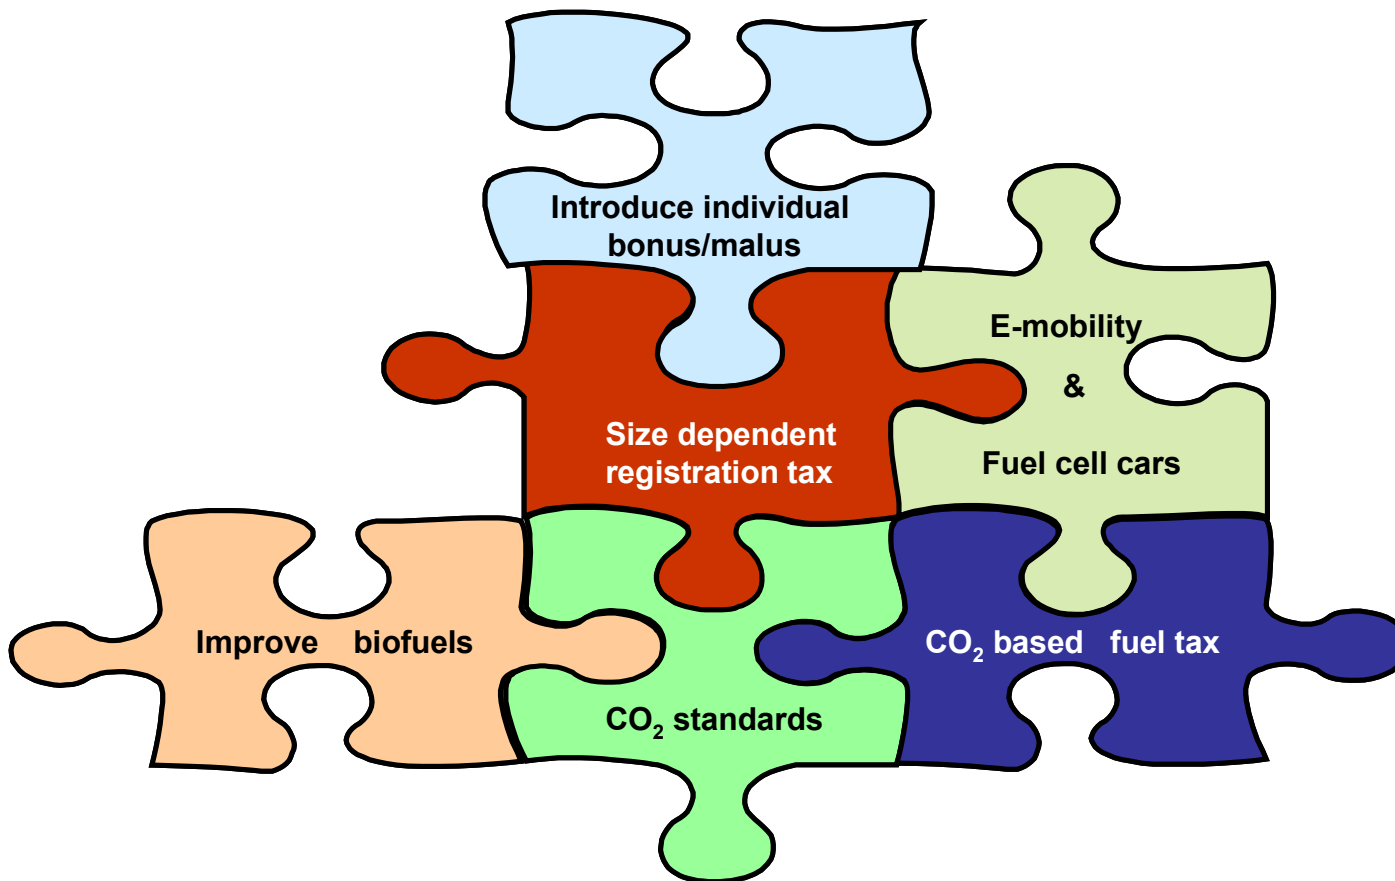 Introduce individual
bonus/malus
E-mobility
&
Fuel cell cars
Size dependent
registration tax
Improve biofuels
CO₂ based fuel tax
CO₂ standards